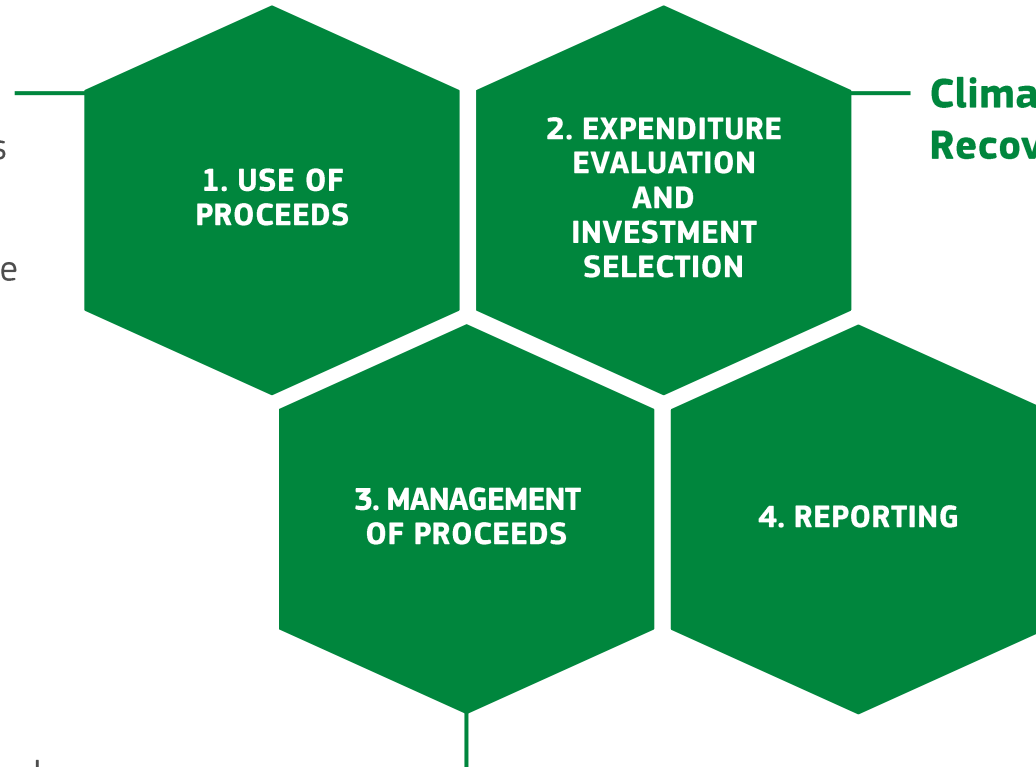 1. USE OF
PROCEEDS
2. EXPENDITURE
EVALUATION
AND
INVESTMENT
SELECTION
3. MANAGEMENT
OF PROCEEDS
4. REPORTING